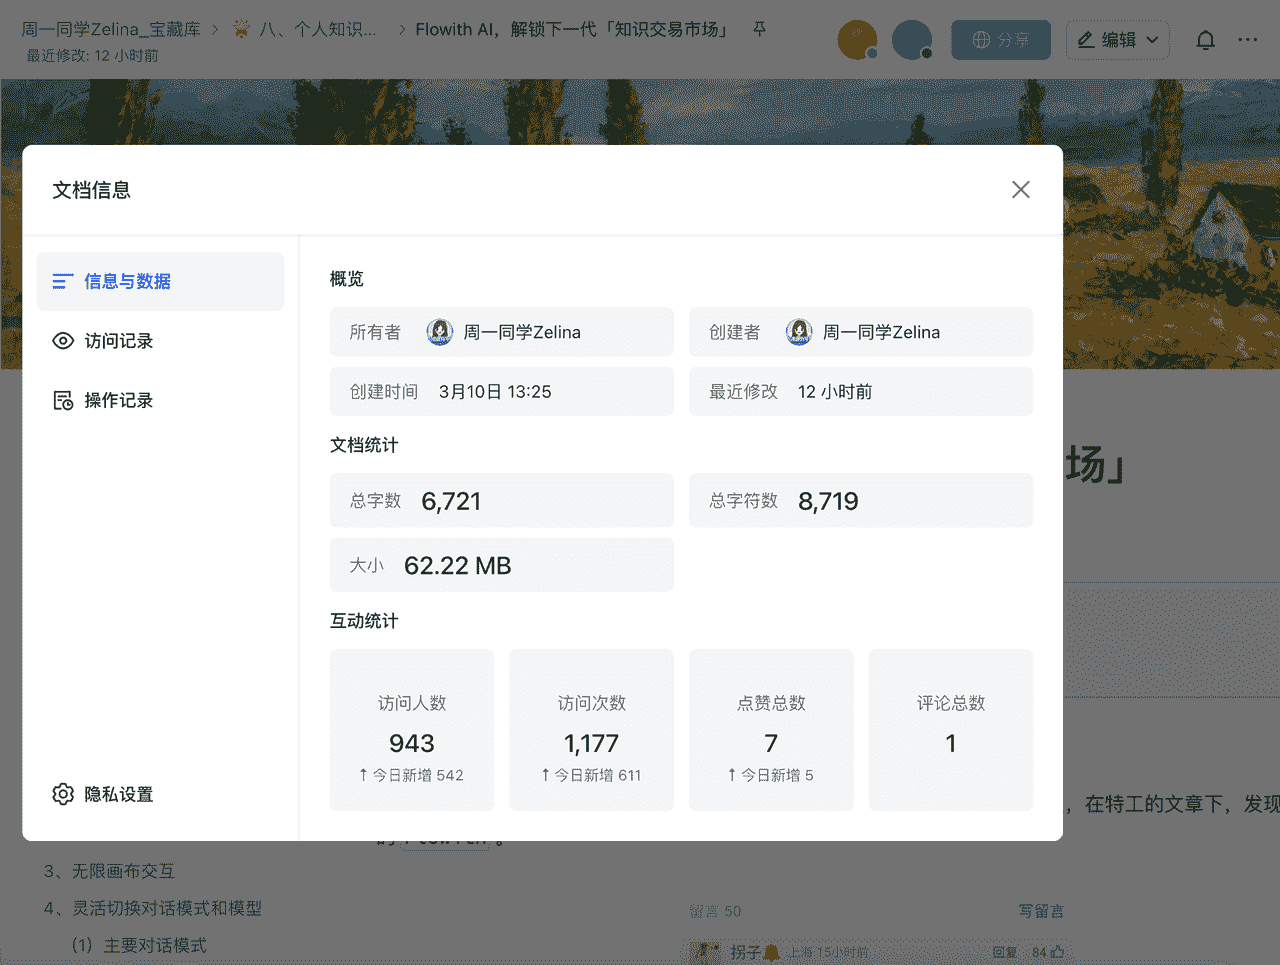 周一同学Zelina_宝藏库 > 八、个人知识... > Flowith AI，解锁下一代「知识交易市场」
最近修改: 12 小时前
分享
编辑
文档信息
信息与数据
访问记录
操作记录
隐私设置
概览
所有者 周一同学Zelina
创建者 周一同学Zelina
创建时间 3月10日 13:25
最近修改 12 小时前
文档统计
总字数 6,721
总字符数 8,719
大小 62.22 MB
互动统计
访问人数
943
↑ 今日新增 542
访问次数
1,177
↑ 今日新增 611
点赞总数
7
↑ 今日新增 5
评论总数
1
场」
，在特工的文章下，发现
3、无限画布交互
4、灵活切换对话模式和模型
（1）主要对话模式
留言 50
写留言
拐子 上海 15小时前
回复 84